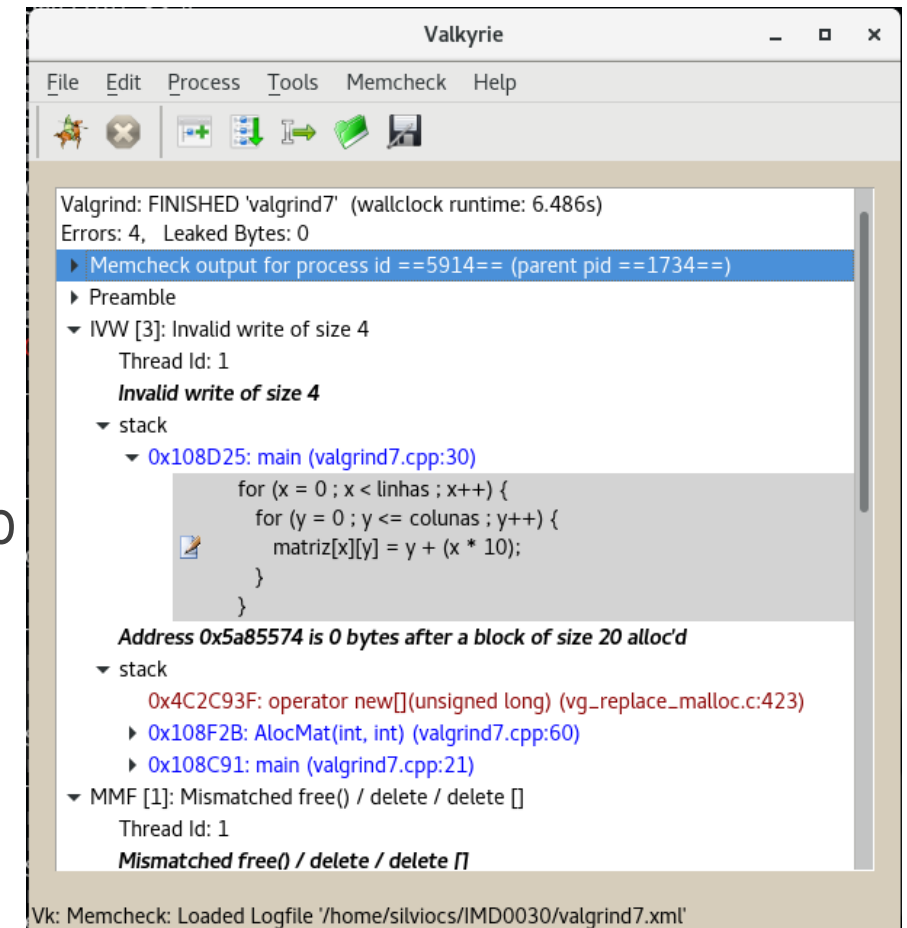 Valkyrie
File Edit Process Tools Memcheck Help
Valgrind: FINISHED 'valgrind7' (wallclock runtime: 6.486s)
Errors: 4, Leaked Bytes: 0
Memcheck output for process id ==5914== (parent pid ==1734==)
Preamble
IVW [3]: Invalid write of size 4
Thread Id: 1
Invalid write of size 4
stack
0x108D25: main (valgrind7.cpp:30)
for (x = 0 ; x < linhas ; x++) {
for (y = 0 ; y <= colunas ; y++) {
matriz[x][y] = y + (x * 10);
}
}
Address 0x5a85574 is 0 bytes after a block of size 20 alloc'd
stack
0x4C2C93F: operator new[](unsigned long) (vg_replace_malloc.c:423)
0x108F2B: AlocMat(int, int) (valgrind7.cpp:60)
0x108C91: main (valgrind7.cpp:21)
MMF [1]: Mismatched free() / delete / delete []
Thread Id: 1
Mismatched free() / delete / delete []
Vk: Memcheck: Loaded Logfile '/home/silviocs/IMD0030/valgrind7.xml'